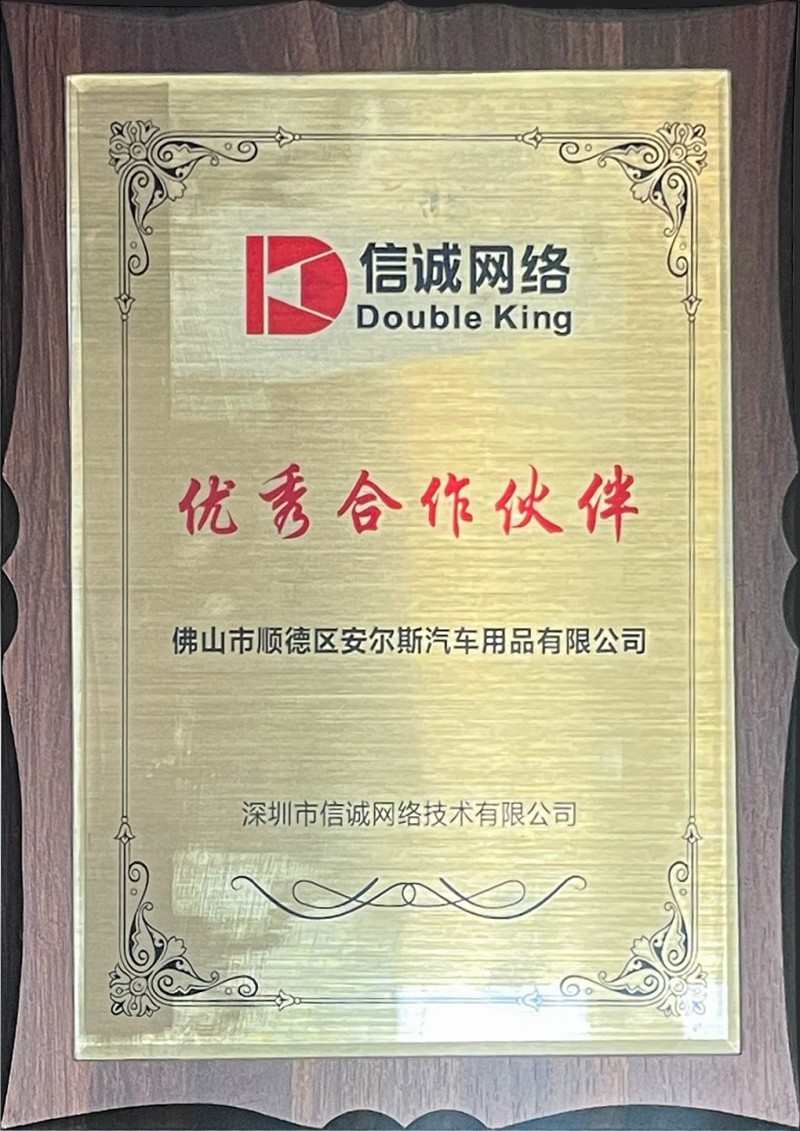 信诚网络
Double King
优秀合作伙伴
佛山市顺德区安尔斯汽车用品有限公司
深圳市信诚网络技术有限公司